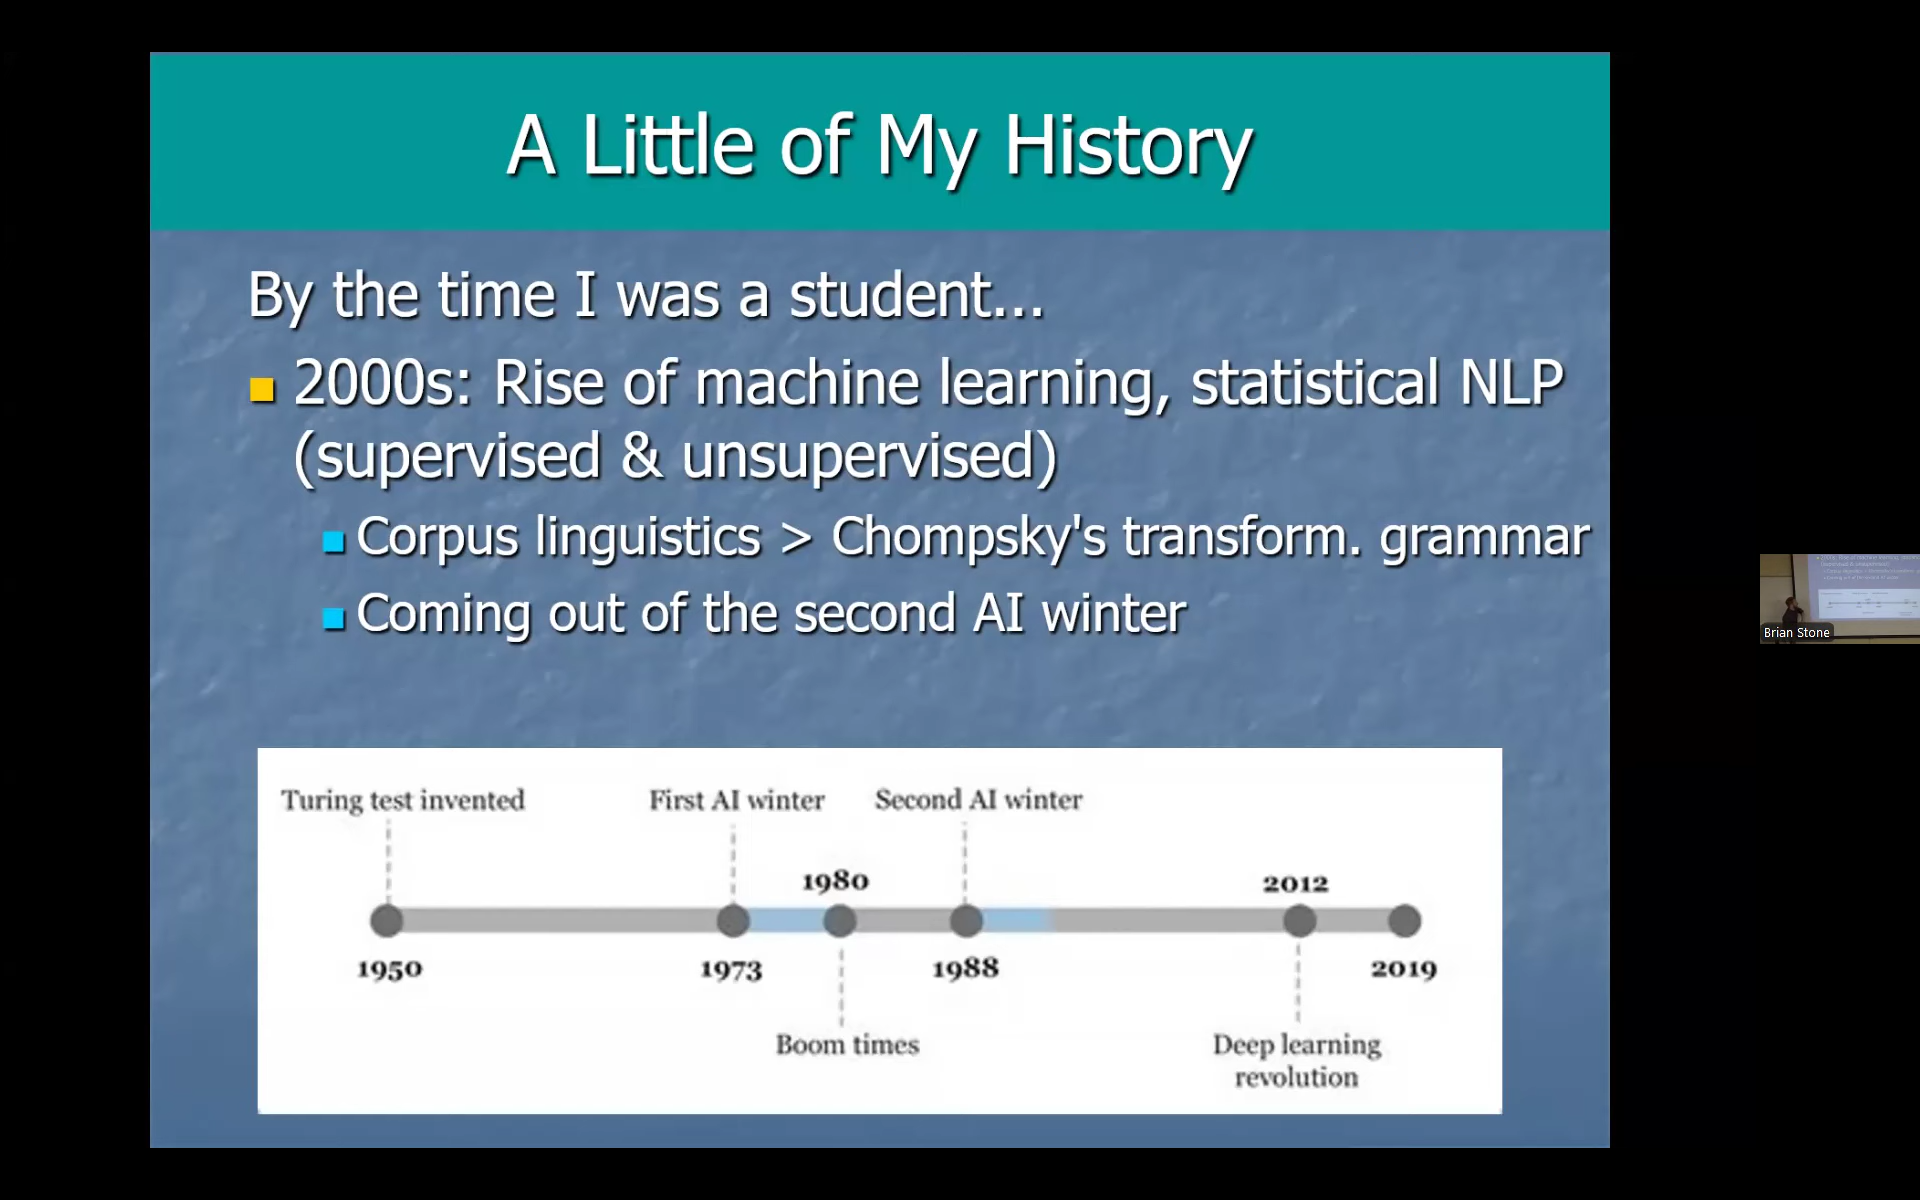 A Little of My History
By the time I was a student...
2000s: Rise of machine learning, statistical NLP
(supervised & unsupervised)
Corpus linguistics > Chompsky's transform. grammar
Coming out of the second AI winter
Turing test invented
First AI winter
Second AI winter
1980
2012
1950
1973
1988
2019
Boom times
Deep learning
revolution
Brian Stone